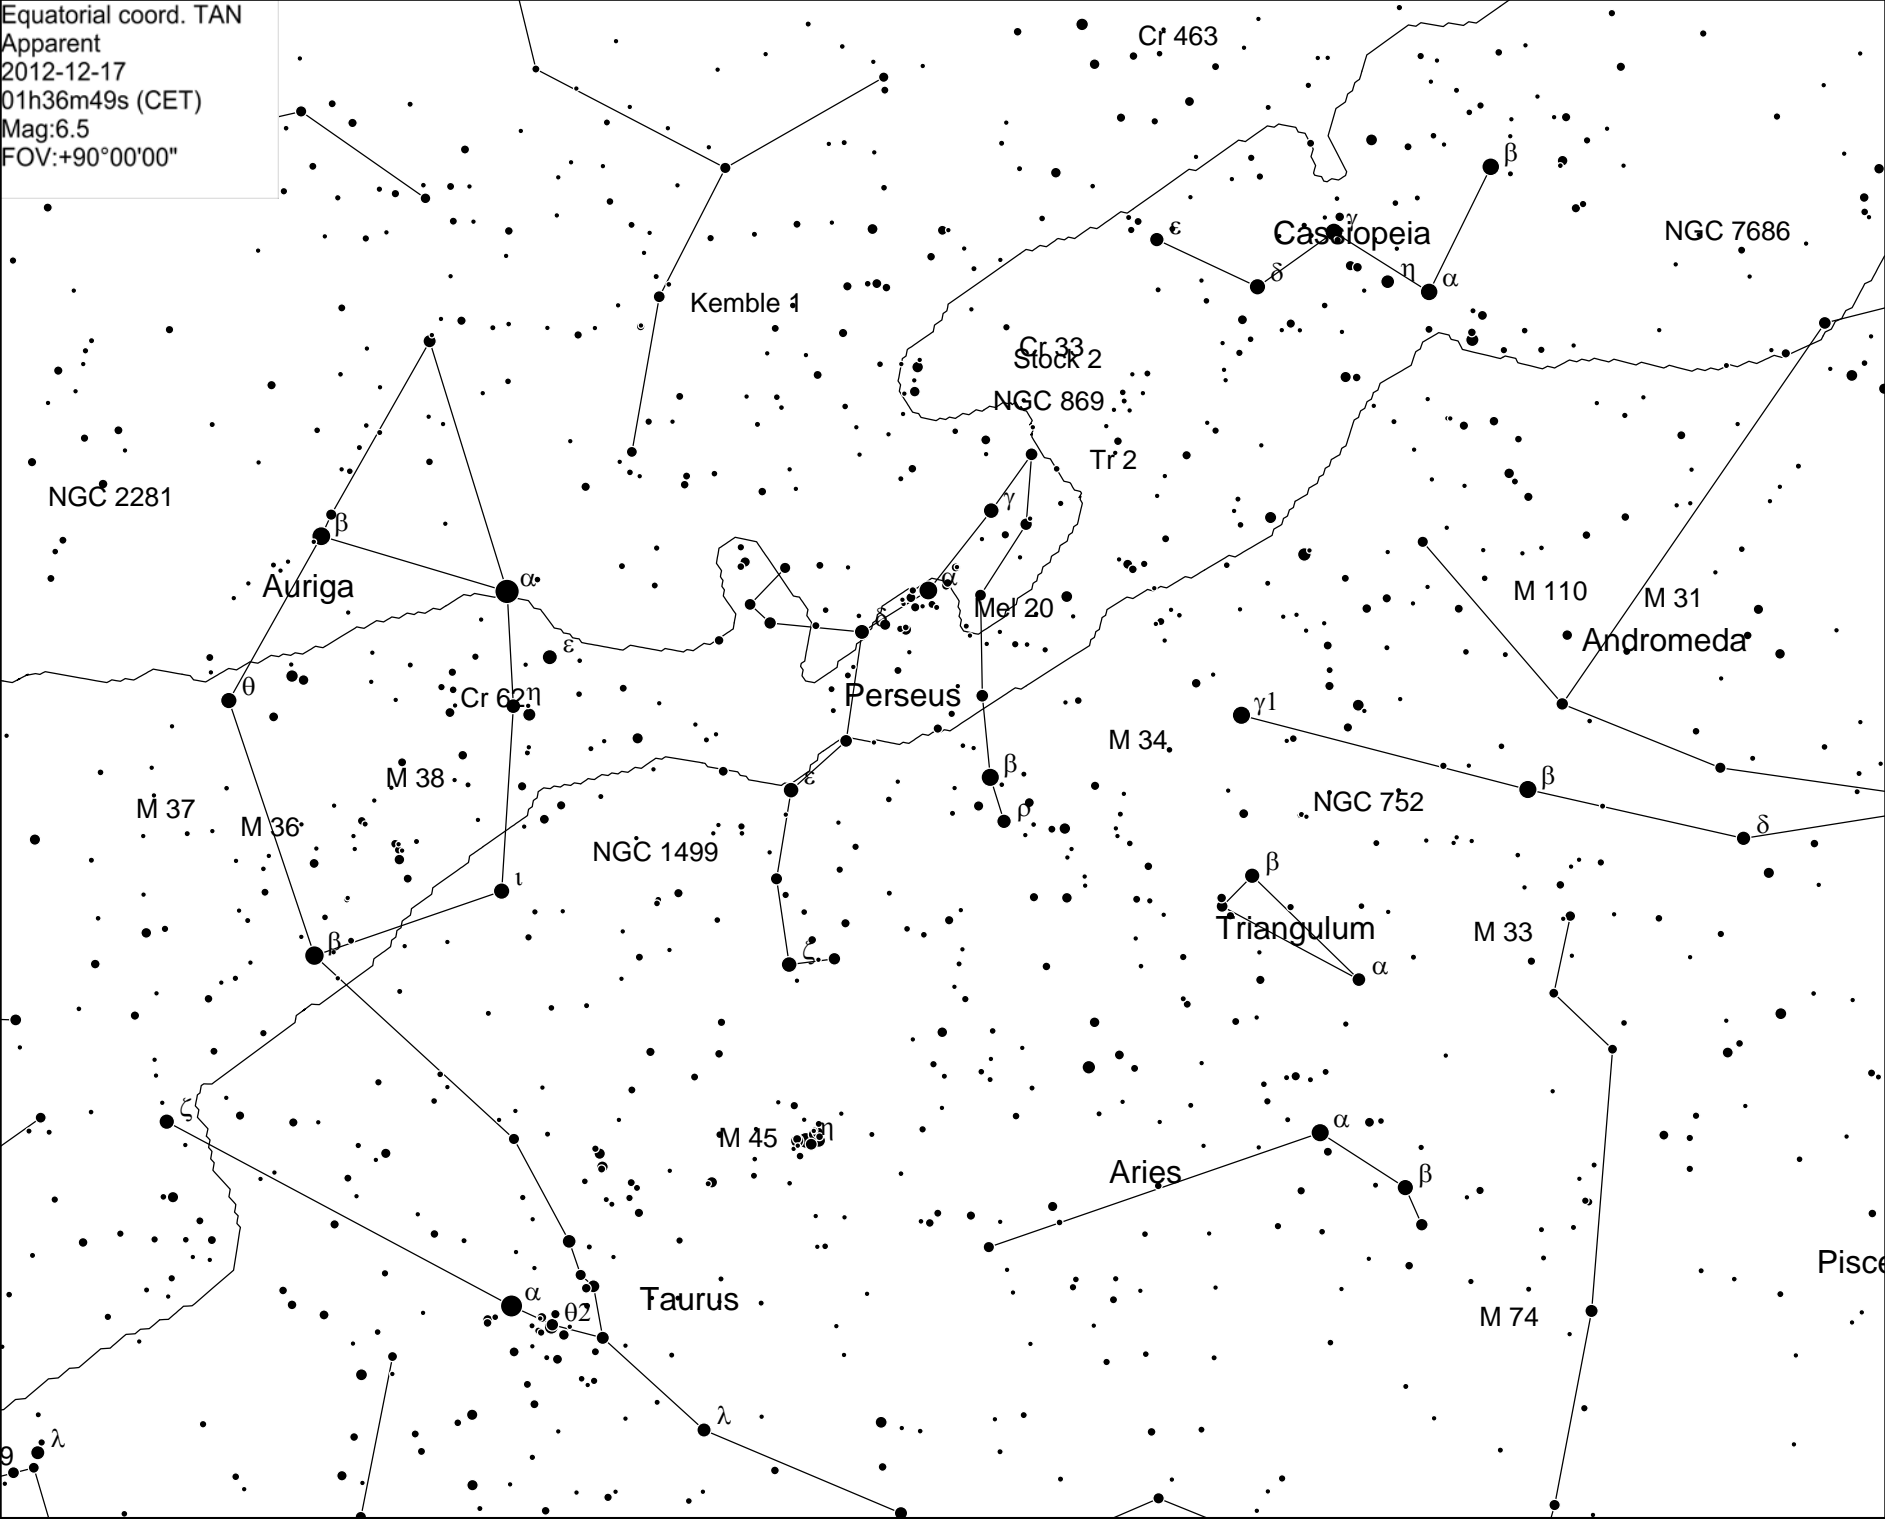 Equatorial coord. TAN
Apparent
2012-12-17
01h36m49s (CET)
Mag:6.5
FOV:+90°00'00"
Cr 463
β
ε
γ
Cassiopeia
NGC 7686
δ
η
α
Kemble 1
Cr 33
Stock 2
NGC 869
Tr 2
NGC 2281
γ
β
α
α
Auriga
M 110
M 31
δ
Mel 20
Andromeda
ε
θ
Cr 62
η
Perseus
γ1
M 34
β
ε
β
M 38
M 37
NGC 752
ρ
M 36
δ
NGC 1499
β
ι
Triangulum
M 33
β
ζ
α
ζ
η
M 45
α
Aries
β
Pisce
α
Taurus
θ2
M 74
λ
λ
9